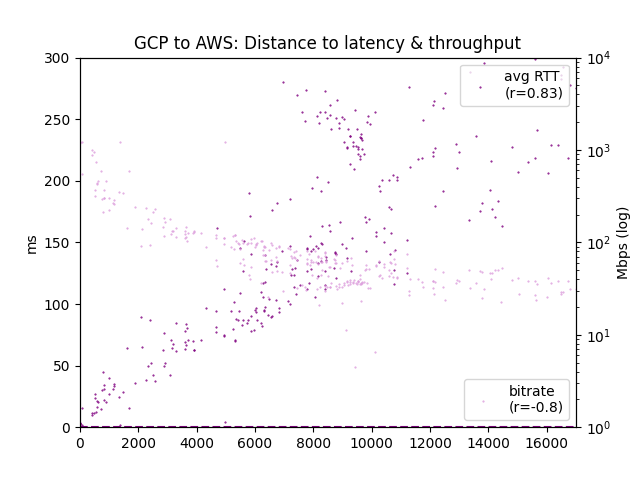 GCP to AWS: Distance to latency & throughput
300
250
200
150
100
50
0
ms
0 2000 4000 6000 8000 10000 12000 14000 16000
10⁴
10³
10²
10¹
10⁰
Mbps (log)
avg RTT
(r=0.83)
bitrate
(r=-0.8)